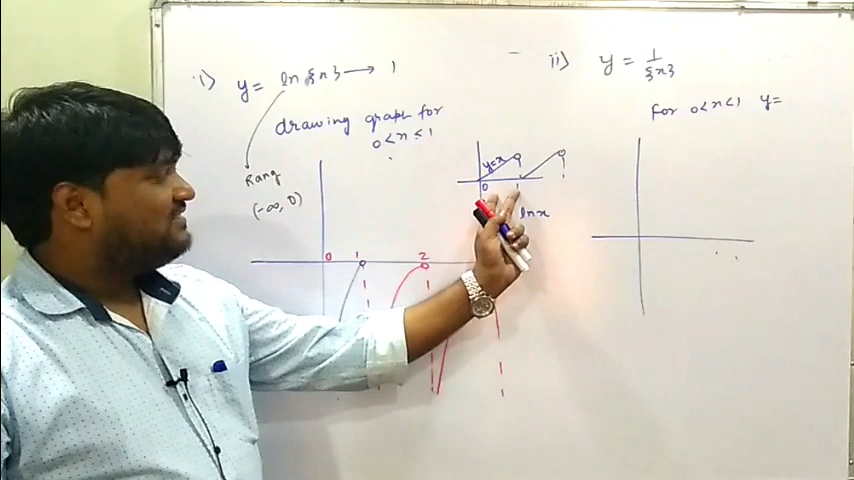 i) y = ln {x} → 1
drawing graph for
0 < x ≤ 1
Rang
(-∞, 0)
0 1 2
y=x
0 1
ln x
ii) y = 1/{x}
For 0 < x < 1 y =